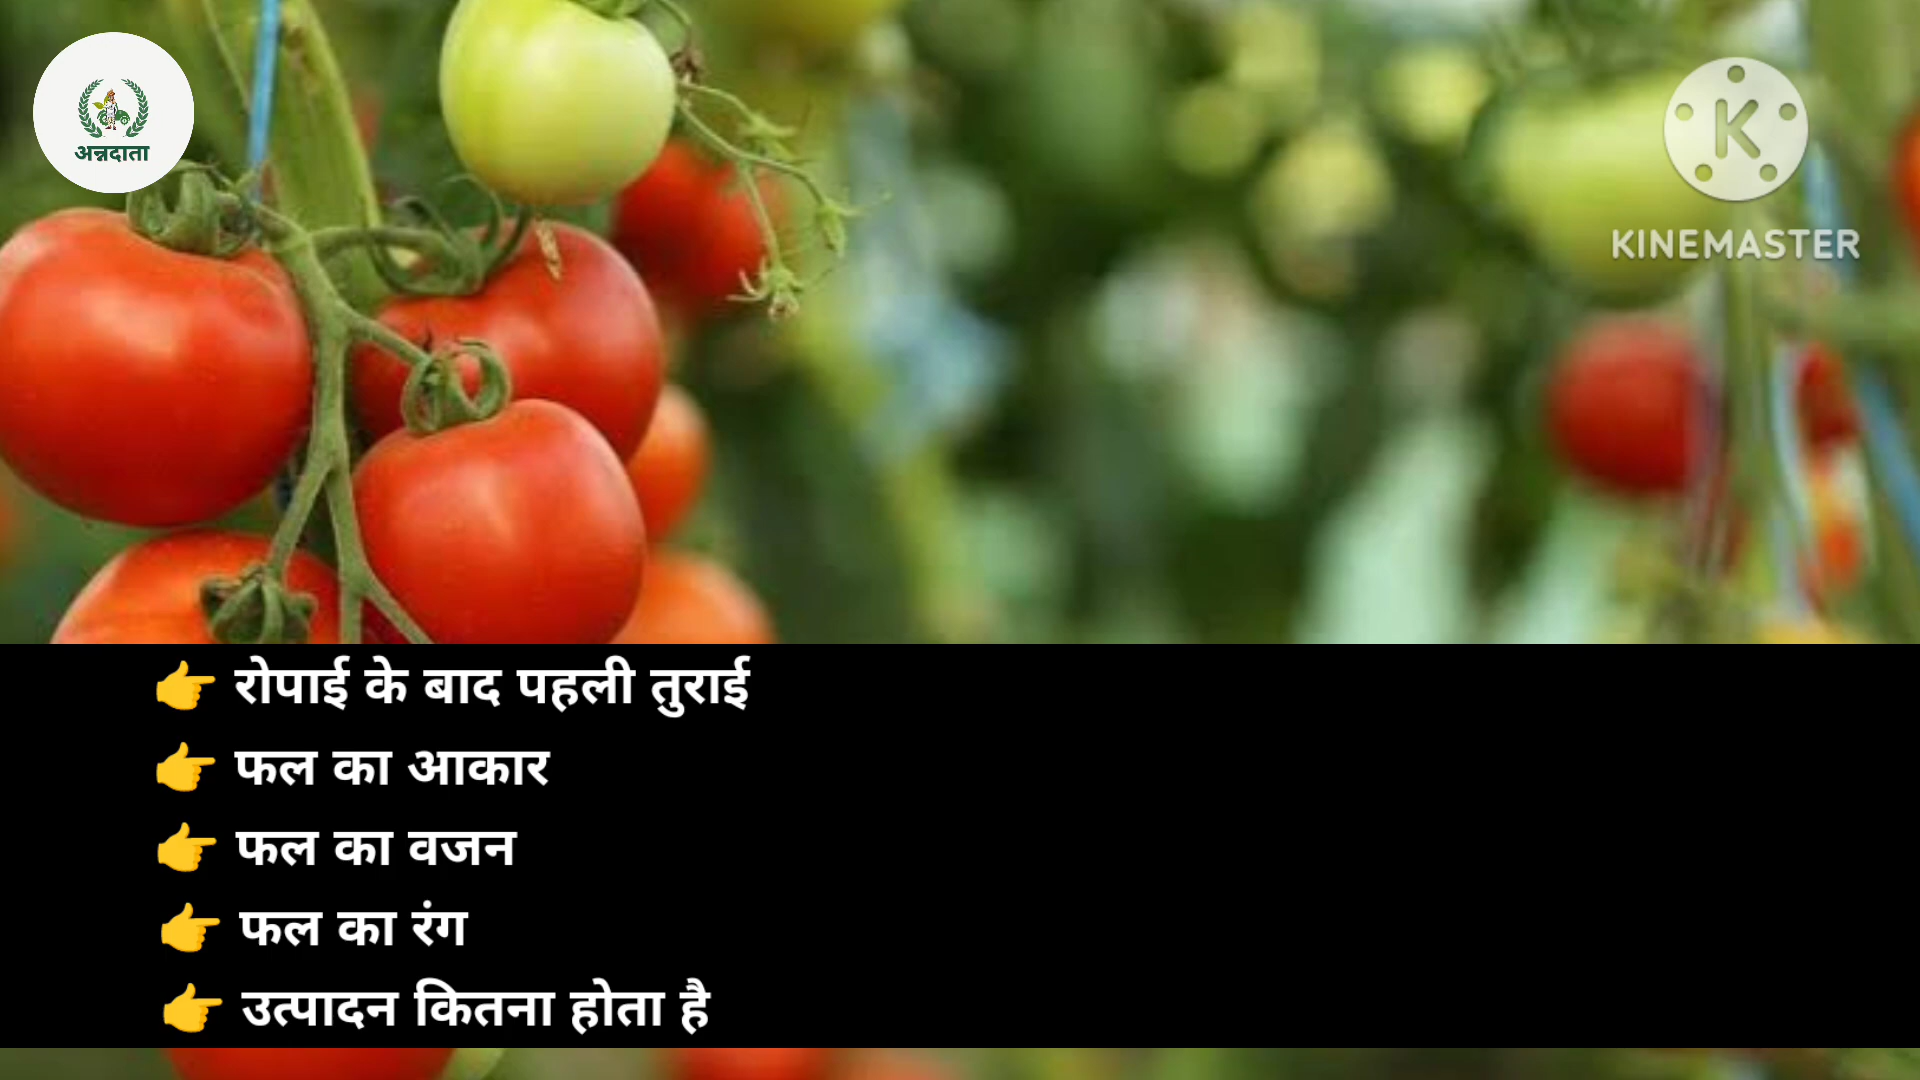 अन्नदाता
K
KINEMASTER
👉 रोपाई के बाद पहली तुराई
👉 फल का आकार
👉 फल का वजन
👉 फल का रंग
👉 उत्पादन कितना होता है